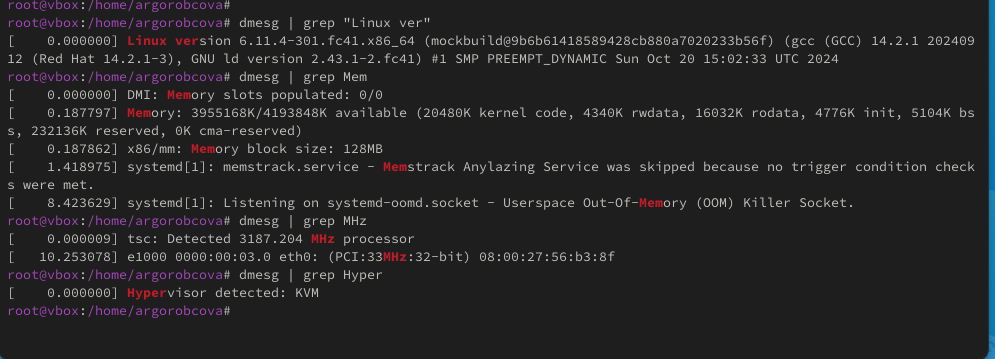 root@vbox:/home/argorobcova#
root@vbox:/home/argorobcova# dmesg | grep "Linux ver"
[    0.000000] Linux version 6.11.4-301.fc41.x86_64 (mockbuild@9b6b61418589428cb880a7020233b56f) (gcc (GCC) 14.2.1 202409
12 (Red Hat 14.2.1-3), GNU ld version 2.43.1-2.fc41) #1 SMP PREEMPT_DYNAMIC Sun Oct 20 15:02:33 UTC 2024
root@vbox:/home/argorobcova# dmesg | grep Mem
[    0.000000] DMI: Memory slots populated: 0/0
[    0.187797] Memory: 3955168K/4193848K available (20480K kernel code, 4340K rwdata, 16032K rodata, 4776K init, 5104K bs
s, 232136K reserved, 0K cma-reserved)
[    0.187862] x86/mm: Memory block size: 128MB
[    1.418975] systemd[1]: memstrack.service - Memstrack Anylazing Service was skipped because no trigger condition check
s were met.
[    8.423629] systemd[1]: Listening on systemd-oomd.socket - Userspace Out-Of-Memory (OOM) Killer Socket.
root@vbox:/home/argorobcova# dmesg | grep MHz
[    0.000009] tsc: Detected 3187.204 MHz processor
[   10.253078] e1000 0000:00:03.0 eth0: (PCI:33MHz:32-bit) 08:00:27:56:b3:8f
root@vbox:/home/argorobcova# dmesg | grep Hyper
[    0.000000] Hypervisor detected: KVM
root@vbox:/home/argorobcova#